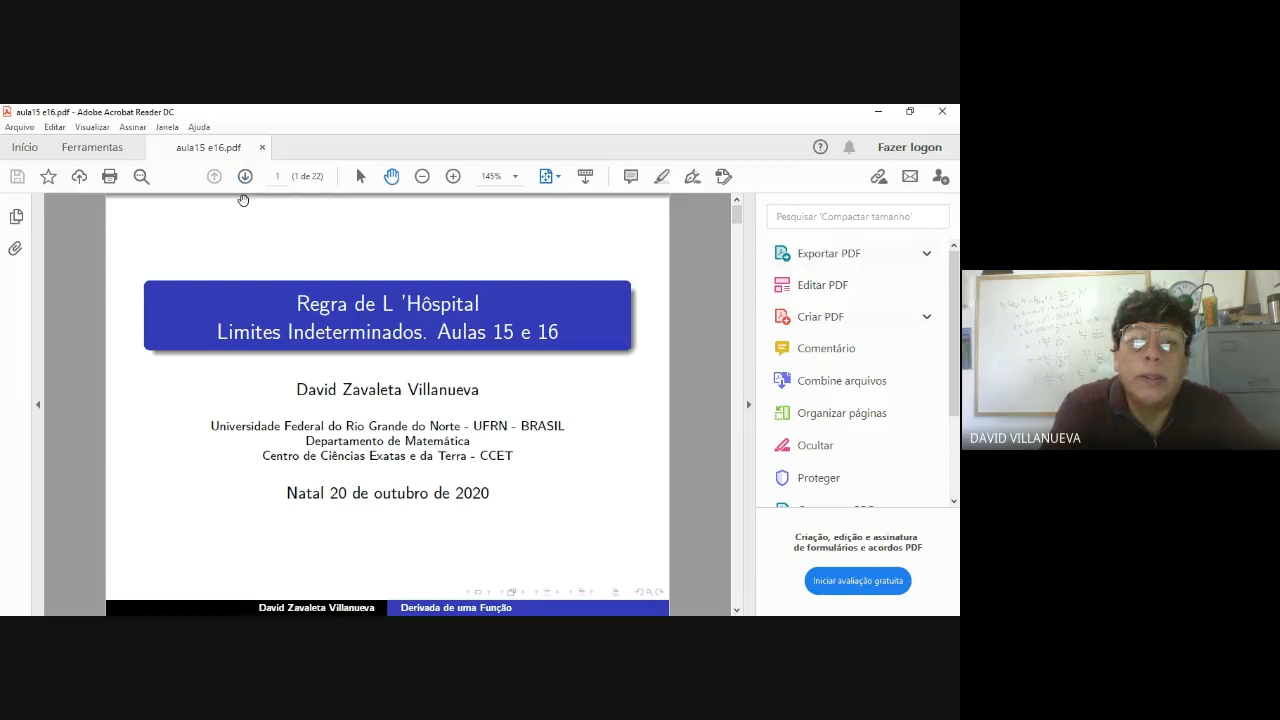 aula15 e16.pdf - Adobe Acrobat Reader DC
Arquivo Editar Visualizar Assinar Janela Ajuda
Início Ferramentas aula15 e16.pdf × Fazer logon
1 (1 de 22) 145%
Regra de L 'Hôspital
Limites Indeterminados. Aulas 15 e 16
David Zavaleta Villanueva
Universidade Federal do Rio Grande do Norte - UFRN - BRASIL
Departamento de Matemática
Centro de Ciências Exatas e da Terra - CCET
Natal 20 de outubro de 2020
David Zavaleta Villanueva Derivada de uma Função
Pesquisar 'Compactar tamanho'
Exportar PDF
Editar PDF
Criar PDF
Comentário
Combine arquivos
Organizar páginas
Ocultar
Proteger
Criação, edição e assinatura
de formulários e acordos PDF
Iniciar avaliação gratuita
DAVID VILLANUEVA